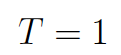 T = 1